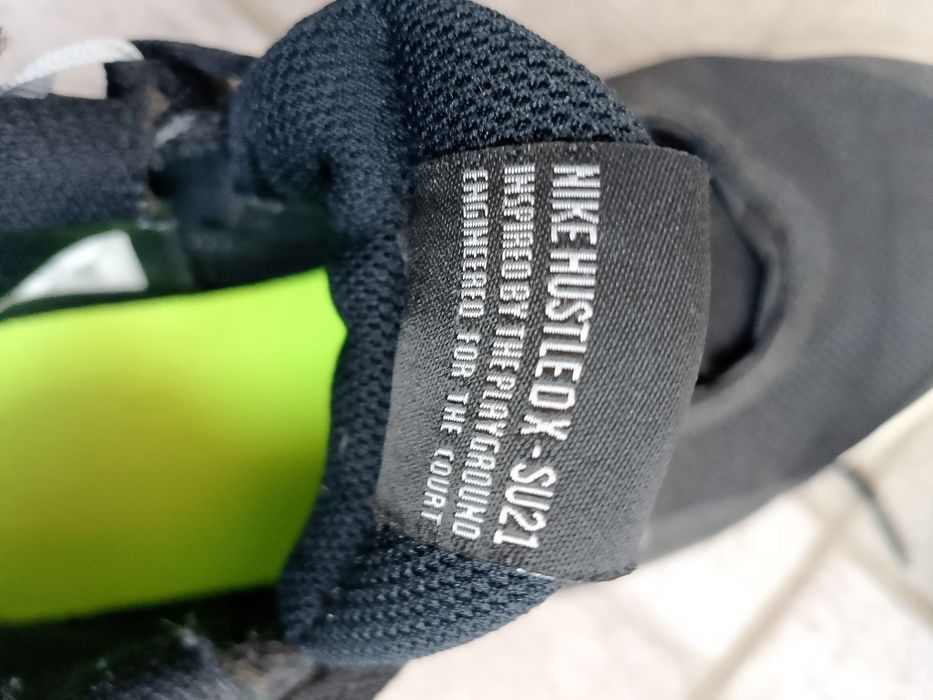 NIKE HUSTLE D X - SU21
INSPIRED BY THE PLAYGROUND
ENGINEERED FOR THE COURT